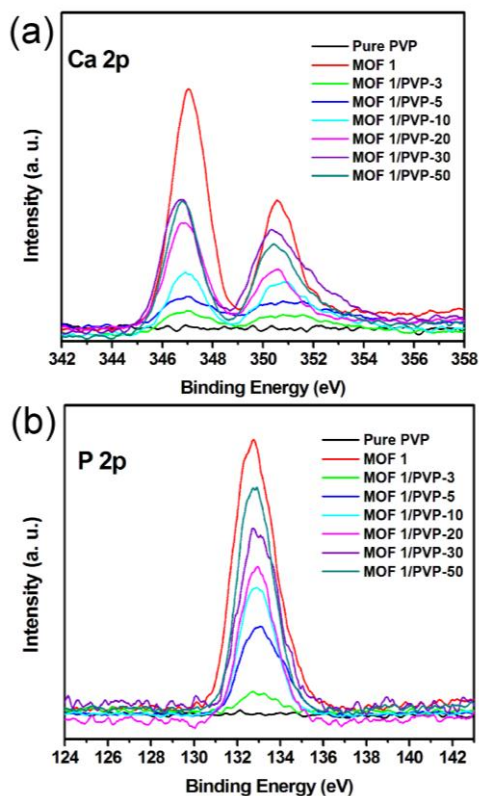 (a)
Ca 2p
Pure PVP
MOF 1
MOF 1/PVP-3
MOF 1/PVP-5
MOF 1/PVP-10
MOF 1/PVP-20
MOF 1/PVP-30
MOF 1/PVP-50
Intensity (a. u.)
342 344 346 348 350 352 354 356 358
Binding Energy (eV)
(b)
P 2p
Pure PVP
MOF 1
MOF 1/PVP-3
MOF 1/PVP-5
MOF 1/PVP-10
MOF 1/PVP-20
MOF 1/PVP-30
MOF 1/PVP-50
Intensity (a. u.)
124 126 128 130 132 134 136 138 140 142
Binding Energy (eV)